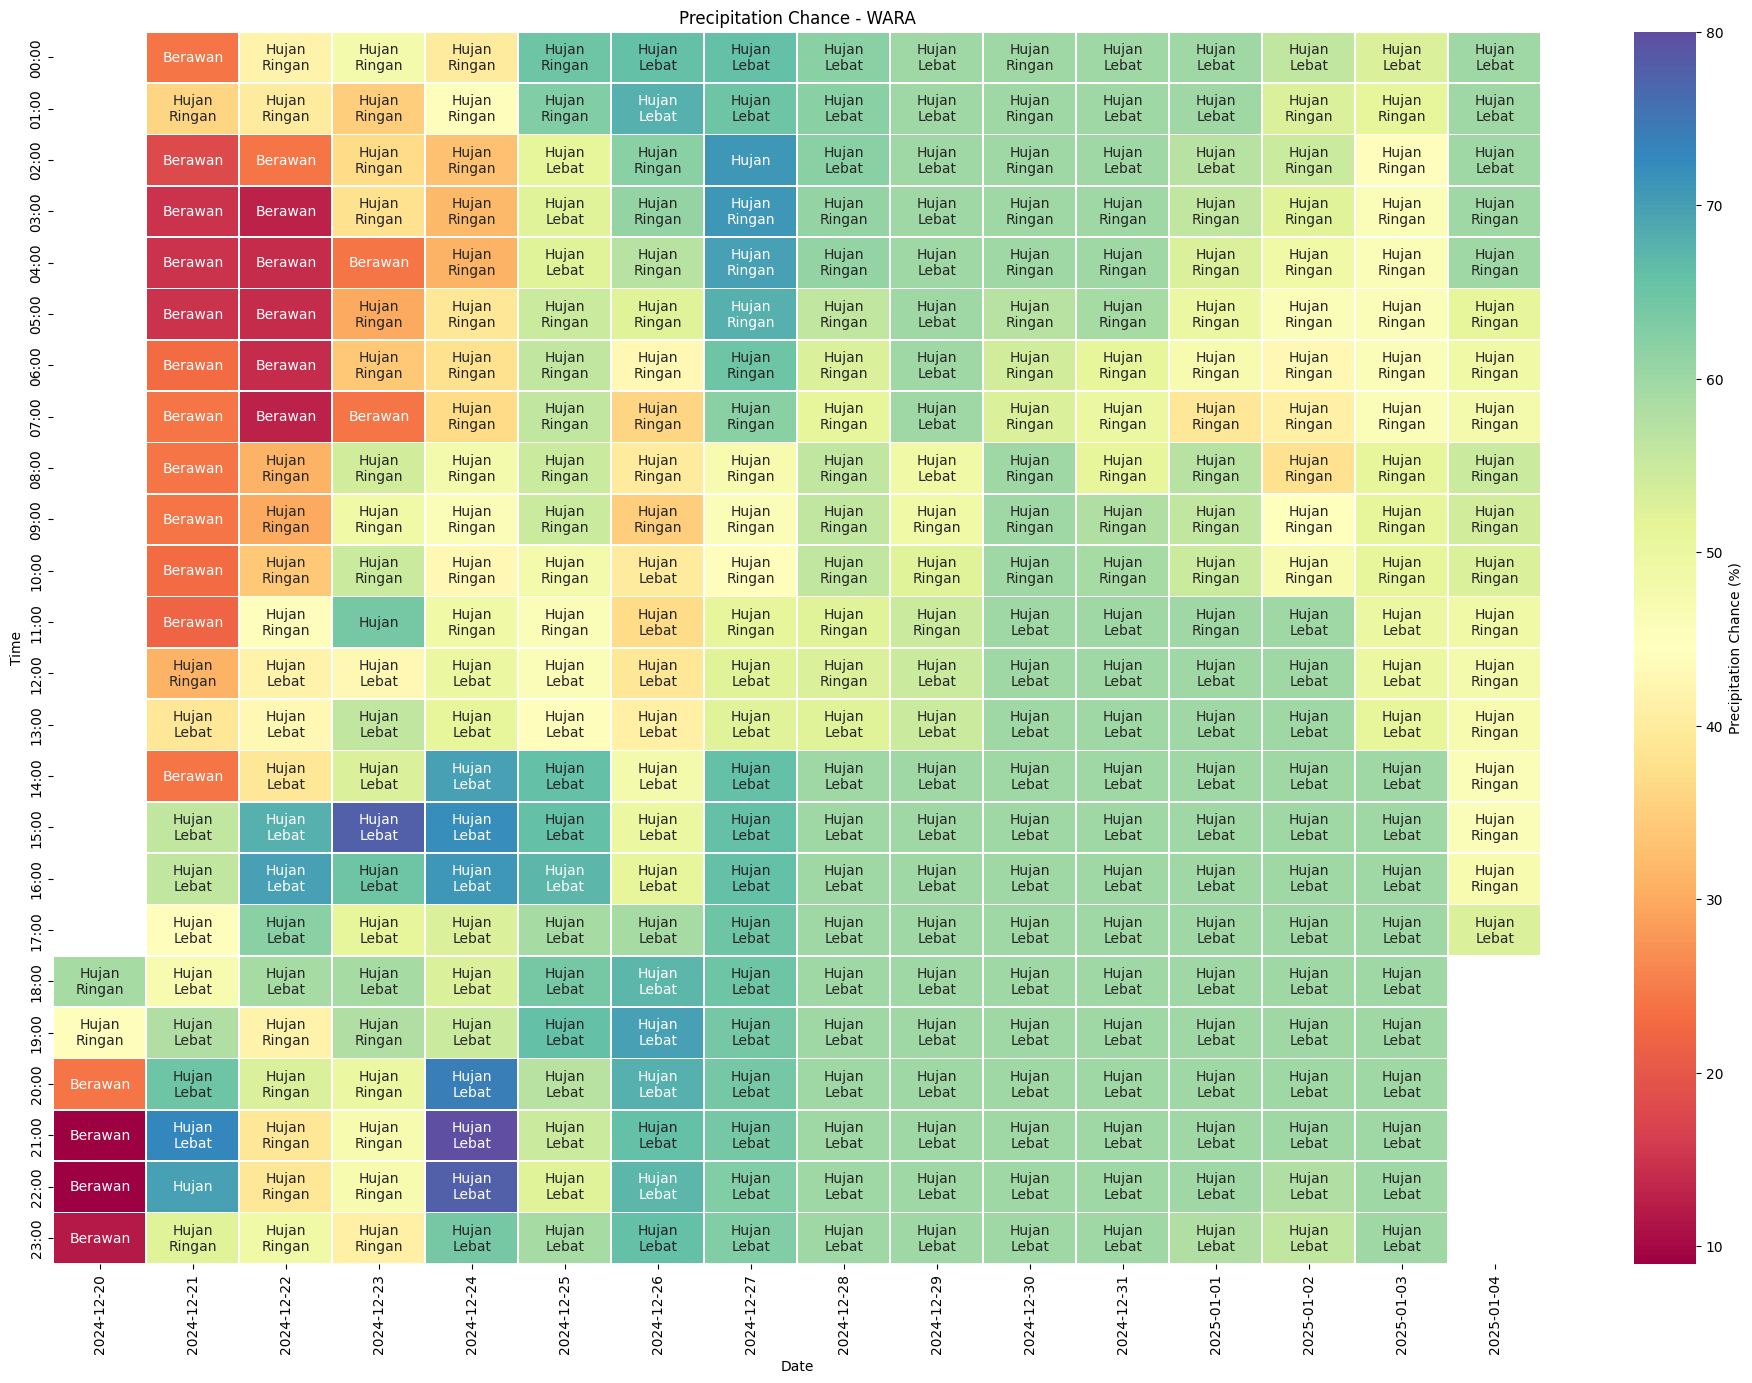 Precipitation Chance - WARA
00:00 Berawan Hujan Ringan Hujan Ringan Hujan Ringan Hujan Ringan Hujan Lebat Hujan Lebat Hujan Lebat Hujan Lebat Hujan Ringan Hujan Lebat Hujan Lebat Hujan Lebat Hujan Lebat Hujan Lebat
01:00 Hujan Ringan Hujan Ringan Hujan Ringan Hujan Ringan Hujan Ringan Hujan Lebat Hujan Lebat Hujan Lebat Hujan Lebat Hujan Ringan Hujan Lebat Hujan Lebat Hujan Ringan Hujan Ringan Hujan Lebat
02:00 Berawan Berawan Hujan Ringan Hujan Ringan Hujan Lebat Hujan Ringan Hujan Hujan Lebat Hujan Lebat Hujan Ringan Hujan Lebat Hujan Lebat Hujan Ringan Hujan Ringan Hujan Lebat
03:00 Berawan Berawan Hujan Ringan Hujan Ringan Hujan Lebat Hujan Ringan Hujan Ringan Hujan Ringan Hujan Lebat Hujan Ringan Hujan Ringan Hujan Ringan Hujan Ringan Hujan Ringan Hujan Ringan
04:00 Berawan Berawan Berawan Hujan Ringan Hujan Lebat Hujan Ringan Hujan Ringan Hujan Ringan Hujan Lebat Hujan Ringan Hujan Ringan Hujan Ringan Hujan Ringan Hujan Ringan Hujan Ringan
05:00 Berawan Berawan Hujan Ringan Hujan Ringan Hujan Ringan Hujan Ringan Hujan Ringan Hujan Ringan Hujan Lebat Hujan Ringan Hujan Ringan Hujan Ringan Hujan Ringan Hujan Ringan Hujan Ringan
06:00 Berawan Berawan Hujan Ringan Hujan Ringan Hujan Ringan Hujan Ringan Hujan Ringan Hujan Ringan Hujan Lebat Hujan Ringan Hujan Ringan Hujan Ringan Hujan Ringan Hujan Ringan Hujan Ringan
07:00 Berawan Berawan Berawan Hujan Ringan Hujan Ringan Hujan Ringan Hujan Ringan Hujan Ringan Hujan Lebat Hujan Ringan Hujan Ringan Hujan Ringan Hujan Ringan Hujan Ringan Hujan Ringan
08:00 Berawan Hujan Ringan Hujan Ringan Hujan Ringan Hujan Ringan Hujan Ringan Hujan Ringan Hujan Ringan Hujan Lebat Hujan Ringan Hujan Ringan Hujan Ringan Hujan Ringan Hujan Ringan Hujan Ringan
09:00 Berawan Hujan Ringan Hujan Ringan Hujan Ringan Hujan Ringan Hujan Ringan Hujan Ringan Hujan Ringan Hujan Ringan Hujan Ringan Hujan Ringan Hujan Ringan Hujan Ringan Hujan Ringan Hujan Ringan
10:00 Berawan Hujan Ringan Hujan Ringan Hujan Ringan Hujan Ringan Hujan Lebat Hujan Ringan Hujan Ringan Hujan Ringan Hujan Ringan Hujan Ringan Hujan Ringan Hujan Ringan Hujan Ringan Hujan Ringan
11:00 Berawan Hujan Ringan Hujan Hujan Ringan Hujan Ringan Hujan Lebat Hujan Ringan Hujan Ringan Hujan Ringan Hujan Lebat Hujan Lebat Hujan Ringan Hujan Lebat Hujan Lebat Hujan Ringan
12:00 Hujan Ringan Hujan Lebat Hujan Lebat Hujan Lebat Hujan Lebat Hujan Lebat Hujan Lebat Hujan Ringan Hujan Lebat Hujan Lebat Hujan Lebat Hujan Lebat Hujan Lebat Hujan Lebat Hujan Ringan
13:00 Hujan Lebat Hujan Lebat Hujan Lebat Hujan Lebat Hujan Lebat Hujan Lebat Hujan Lebat Hujan Lebat Hujan Lebat Hujan Lebat Hujan Lebat Hujan Lebat Hujan Lebat Hujan Lebat Hujan Ringan
14:00 Berawan Hujan Lebat Hujan Lebat Hujan Lebat Hujan Lebat Hujan Lebat Hujan Lebat Hujan Lebat Hujan Lebat Hujan Lebat Hujan Lebat Hujan Lebat Hujan Lebat Hujan Lebat Hujan Ringan
15:00 Hujan Lebat Hujan Lebat Hujan Lebat Hujan Lebat Hujan Lebat Hujan Lebat Hujan Lebat Hujan Lebat Hujan Lebat Hujan Lebat Hujan Lebat Hujan Lebat Hujan Lebat Hujan Lebat Hujan Ringan
16:00 Hujan Lebat Hujan Lebat Hujan Lebat Hujan Lebat Hujan Lebat Hujan Lebat Hujan Lebat Hujan Lebat Hujan Lebat Hujan Lebat Hujan Lebat Hujan Lebat Hujan Lebat Hujan Lebat Hujan Ringan
17:00 Hujan Lebat Hujan Lebat Hujan Lebat Hujan Lebat Hujan Lebat Hujan Lebat Hujan Lebat Hujan Lebat Hujan Lebat Hujan Lebat Hujan Lebat Hujan Lebat Hujan Lebat Hujan Lebat Hujan Lebat
18:00 Hujan Ringan Hujan Lebat Hujan Lebat Hujan Lebat Hujan Lebat Hujan Lebat Hujan Lebat Hujan Lebat Hujan Lebat Hujan Lebat Hujan Lebat Hujan Lebat Hujan Lebat Hujan Lebat Hujan Lebat
19:00 Hujan Ringan Hujan Lebat Hujan Ringan Hujan Ringan Hujan Lebat Hujan Lebat Hujan Lebat Hujan Lebat Hujan Lebat Hujan Lebat Hujan Lebat Hujan Lebat Hujan Lebat Hujan Lebat Hujan Lebat
20:00 Berawan Hujan Lebat Hujan Ringan Hujan Ringan Hujan Lebat Hujan Lebat Hujan Lebat Hujan Lebat Hujan Lebat Hujan Lebat Hujan Lebat Hujan Lebat Hujan Lebat Hujan Lebat Hujan Lebat
21:00 Berawan Hujan Lebat Hujan Ringan Hujan Ringan Hujan Lebat Hujan Lebat Hujan Lebat Hujan Lebat Hujan Lebat Hujan Lebat Hujan Lebat Hujan Lebat Hujan Lebat Hujan Lebat Hujan Lebat
22:00 Berawan Hujan Hujan Ringan Hujan Ringan Hujan Lebat Hujan Lebat Hujan Lebat Hujan Lebat Hujan Lebat Hujan Lebat Hujan Lebat Hujan Lebat Hujan Lebat Hujan Lebat Hujan Lebat
23:00 Berawan Hujan Ringan Hujan Ringan Hujan Ringan Hujan Lebat Hujan Lebat Hujan Lebat Hujan Lebat Hujan Lebat Hujan Lebat Hujan Lebat Hujan Lebat Hujan Lebat Hujan Lebat Hujan Lebat
Time
2024-12-20 2024-12-21 2024-12-22 2024-12-23 2024-12-24 2024-12-25 2024-12-26 2024-12-27 2024-12-28 2024-12-29 2024-12-30 2024-12-31 2025-01-01 2025-01-02 2025-01-03 2025-01-04
Date
80
70
60
50
40
30
20
10
Precipitation Chance (%)